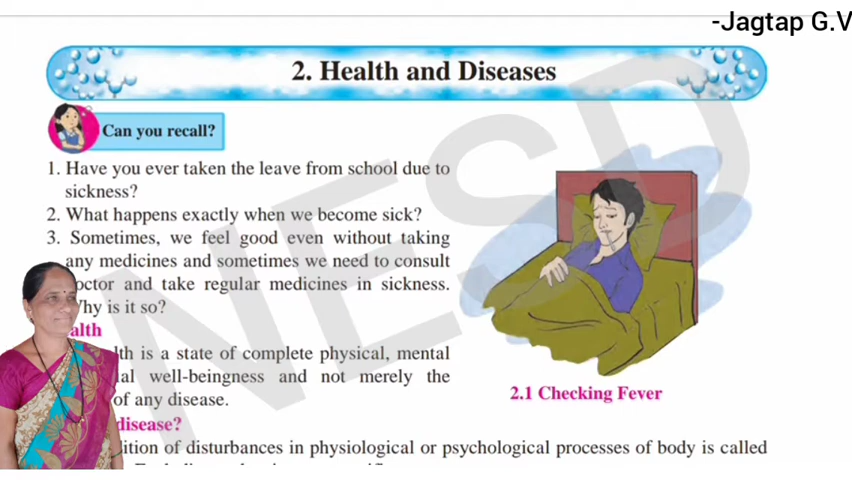 -Jagtap G.V
2. Health and Diseases
Can you recall?
1. Have you ever taken the leave from school due to
sickness?
2. What happens exactly when we become sick?
3. Sometimes, we feel good even without taking
any medicines and sometimes we need to consult
octor and take regular medicines in sickness.
hy is it so?
alth
lth is a state of complete physical, mental
al well-beingness and not merely the
of any disease.
2.1 Checking Fever
disease?
ition of disturbances in physiological or psychological processes of body is called